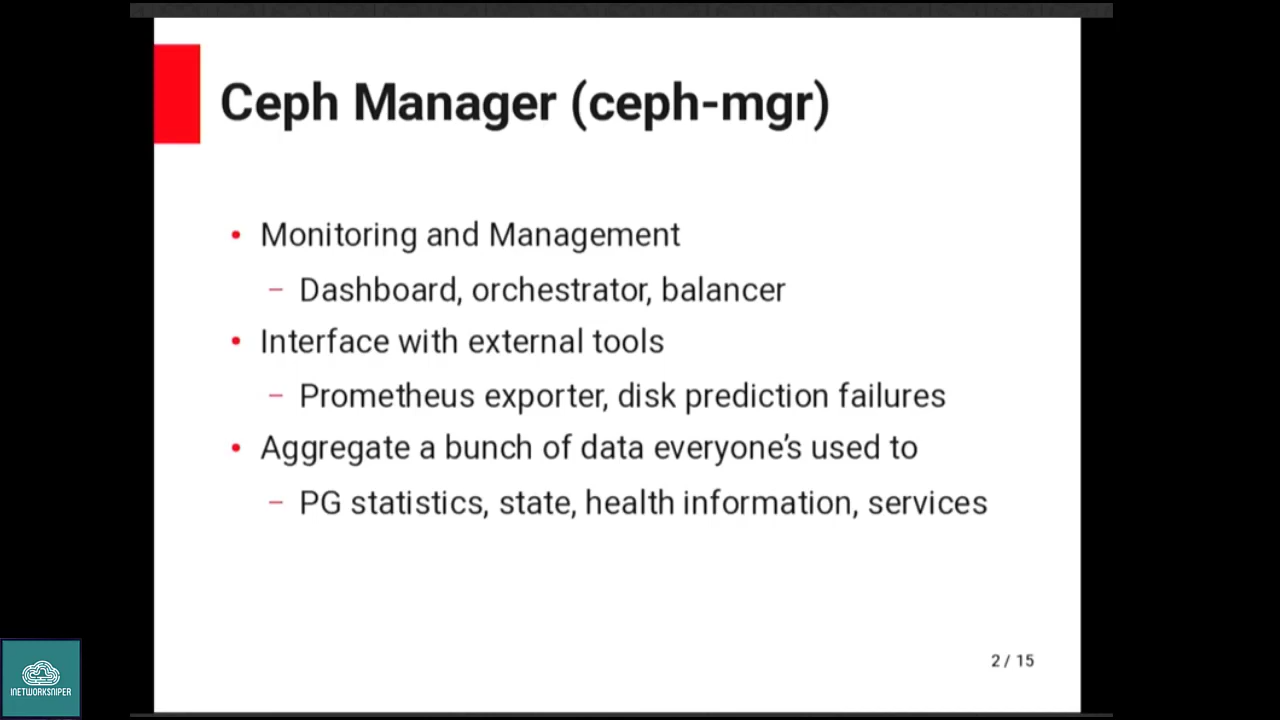 Ceph Manager (ceph-mgr)
• Monitoring and Management
– Dashboard, orchestrator, balancer
• Interface with external tools
– Prometheus exporter, disk prediction failures
• Aggregate a bunch of data everyone’s used to
– PG statistics, state, health information, services
2 / 15
INETWORKSNIPER